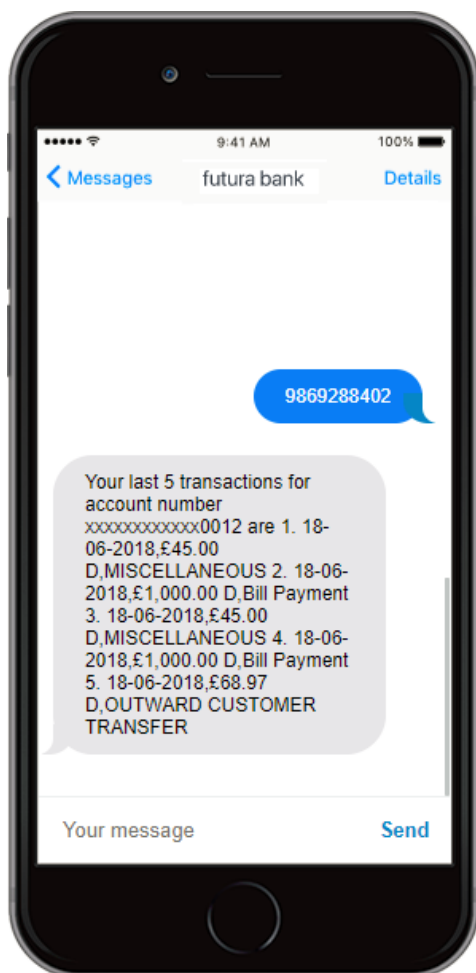 9:41 AM
100%
Messages
futura bank
Details
9869288402
Your last 5 transactions for
account number
xxxxxxxxxxxx0012 are 1. 18-
06-2018,£45.00
D,MISCELLANEOUS 2. 18-06-
2018,£1,000.00 D,Bill Payment
3. 18-06-2018,£45.00
D,MISCELLANEOUS 4. 18-06-
2018,£1,000.00 D,Bill Payment
5. 18-06-2018,£68.97
D,OUTWARD CUSTOMER
TRANSFER
Your message
Send